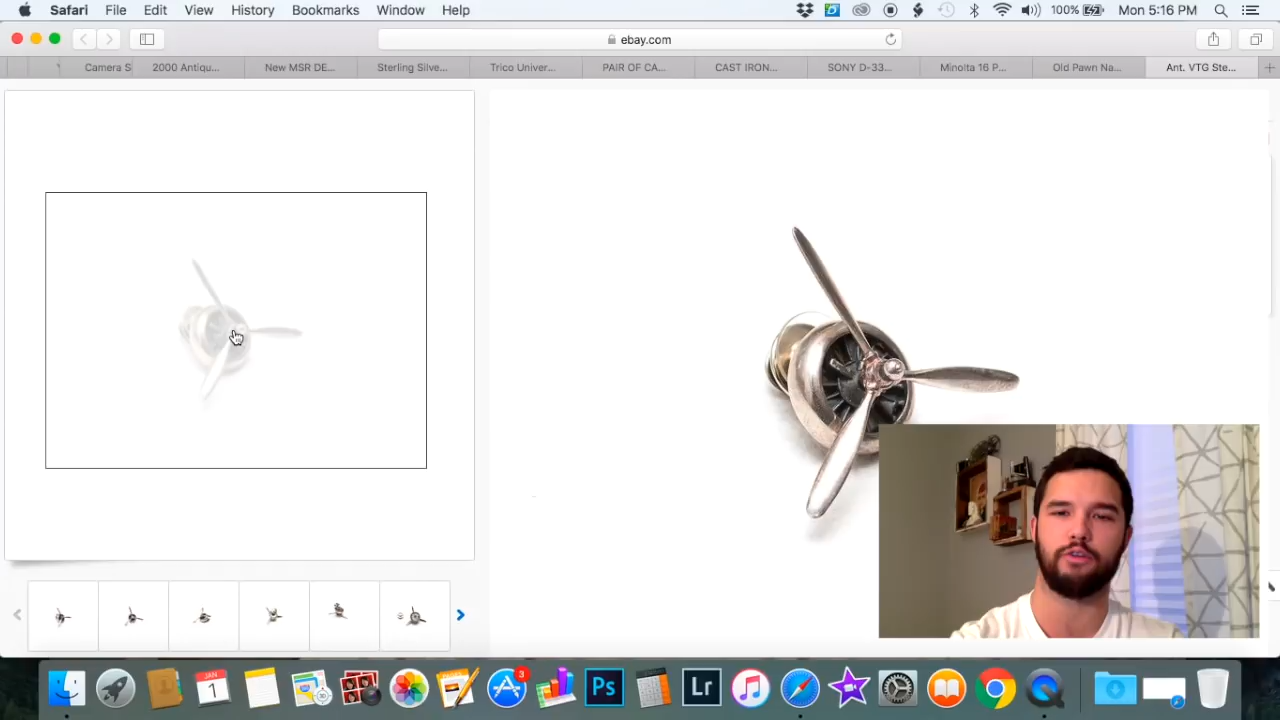 Safari File Edit View History Bookmarks Window Help 100% Mon 5:16 PM
ebay.com
Camera S 2000 Antiqu... New MSR DE... Sterling Silve... Trico Univer... PAIR OF CA... CAST IRON... SONY D-33... Minolta 16 P... Old Pawn Na... Ant. VTG Ste...
JAN
1
3
Ps
Lr